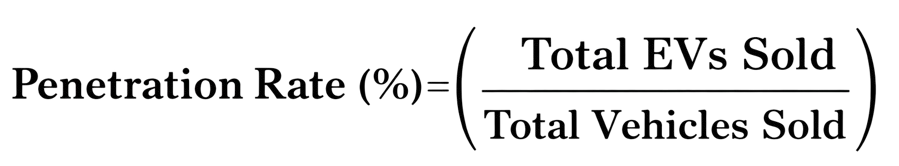 Penetration Rate (%)=(Total EVs Sold / Total Vehicles Sold)